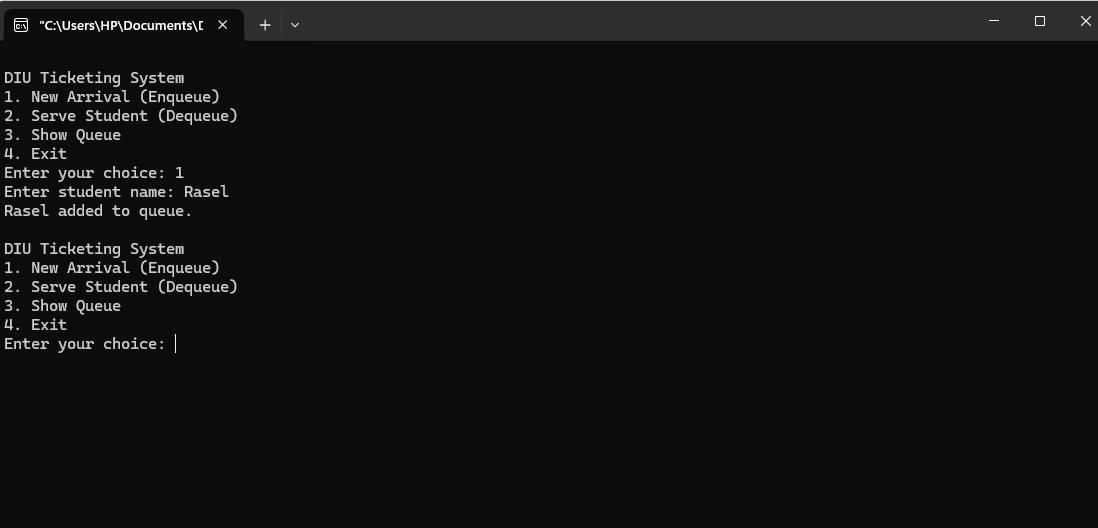 "C:\Users\HP\Documents\D
DIU Ticketing System
1. New Arrival (Enqueue)
2. Serve Student (Dequeue)
3. Show Queue
4. Exit
Enter your choice: 1
Enter student name: Rasel
Rasel added to queue.
DIU Ticketing System
1. New Arrival (Enqueue)
2. Serve Student (Dequeue)
3. Show Queue
4. Exit
Enter your choice: